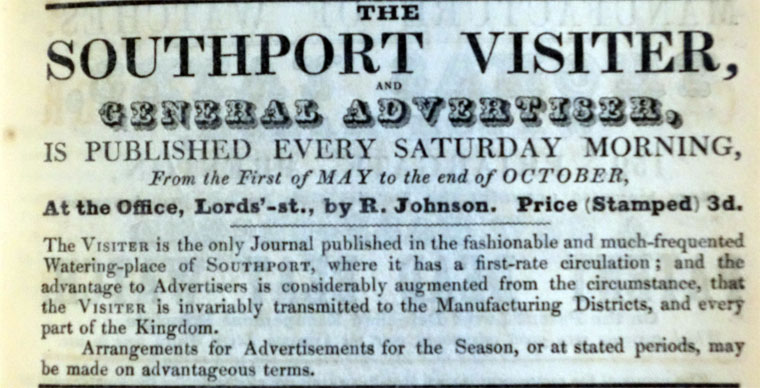 THE
SOUTHPORT VISITER,
AND
GENERAL ADVERTISER,
IS PUBLISHED EVERY SATURDAY MORNING,
From the First of MAY to the end of OCTOBER,
At the Office, Lords'-st., by R. Johnson. Price (Stamped) 3d.
The VISITER is the only Journal published in the fashionable and much-frequented
Watering-place of SOUTHPORT, where it has a first-rate circulation; and the
advantage to Advertisers is considerably augmented from the circumstance, that
the VISITER is invariably transmitted to the Manufacturing Districts, and every
part of the Kingdom.
Arrangements for Advertisements for the Season, or at stated periods, may
be made on advantageous terms.